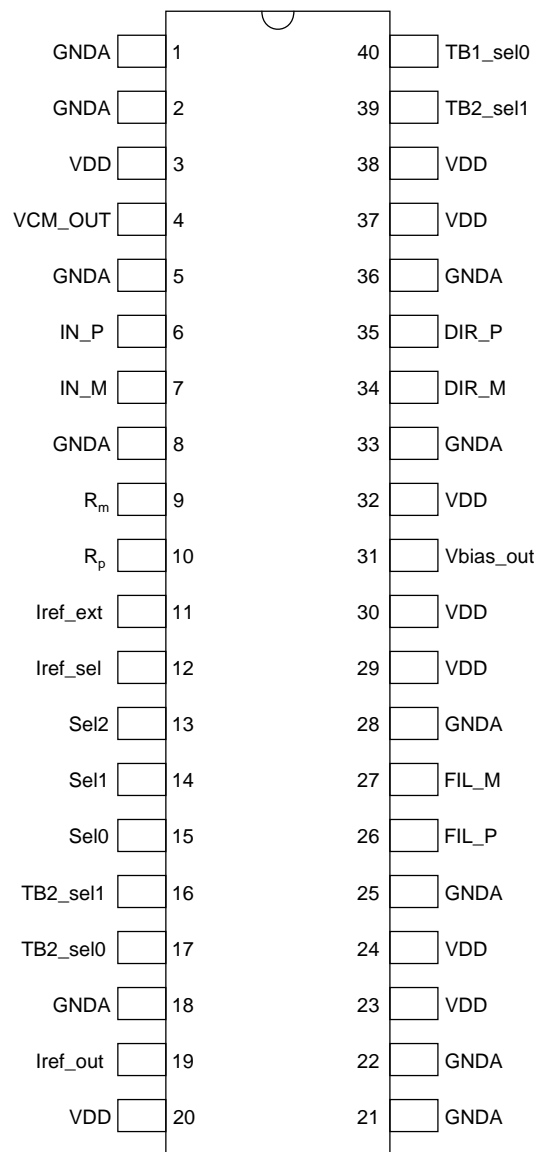 GNDA 1 40 TB1_sel0
GNDA 2 39 TB2_sel1
VDD 3 38 VDD
VCM_OUT 4 37 VDD
GNDA 5 36 GNDA
IN_P 6 35 DIR_P
IN_M 7 34 DIR_M
GNDA 8 33 GNDA
Rm 9 32 VDD
Rp 10 31 Vbias_out
Iref_ext 11 30 VDD
Iref_sel 12 29 VDD
Sel2 13 28 GNDA
Sel1 14 27 FIL_M
Sel0 15 26 FIL_P
TB2_sel1 16 25 GNDA
TB2_sel0 17 24 VDD
GNDA 18 23 VDD
Iref_out 19 22 GNDA
VDD 20 21 GNDA